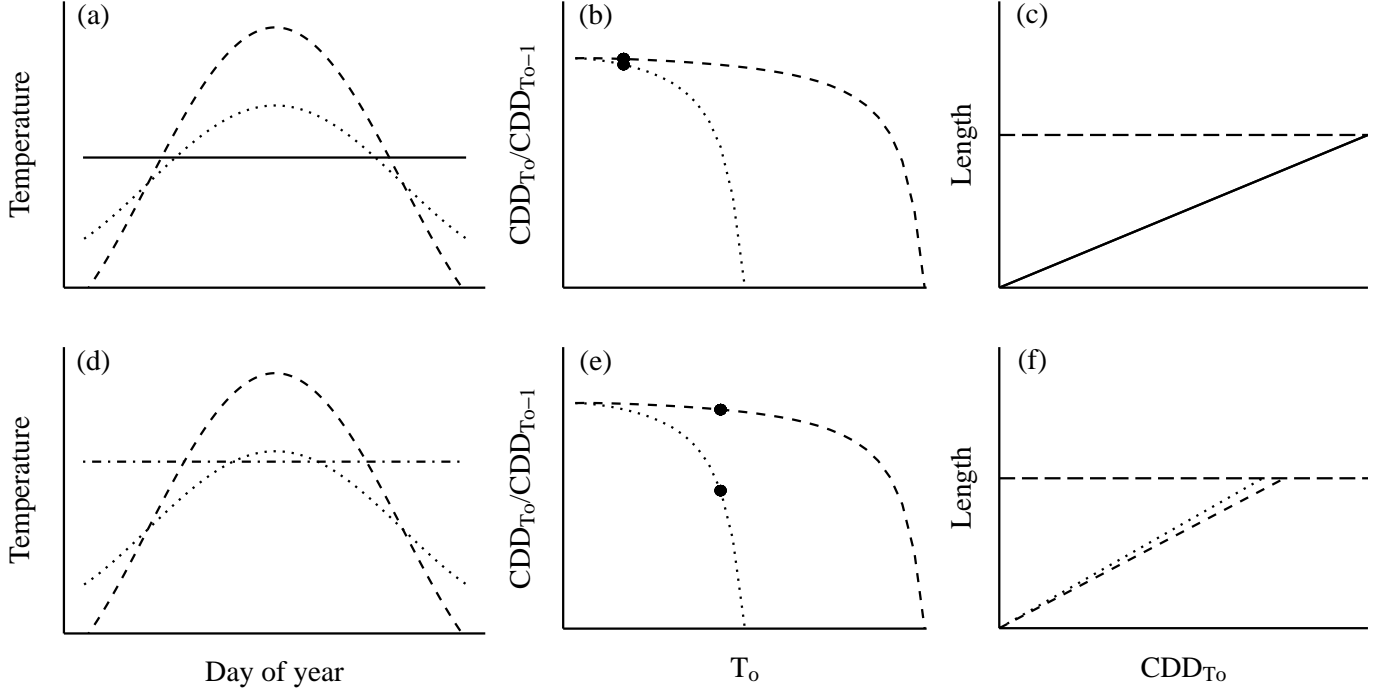 (a)
Temperature
(b)
CDD_To/CDD_To−1
(c)
Length
(d)
Temperature
Day of year
(e)
CDD_To/CDD_To−1
T_o
(f)
Length
CDD_To